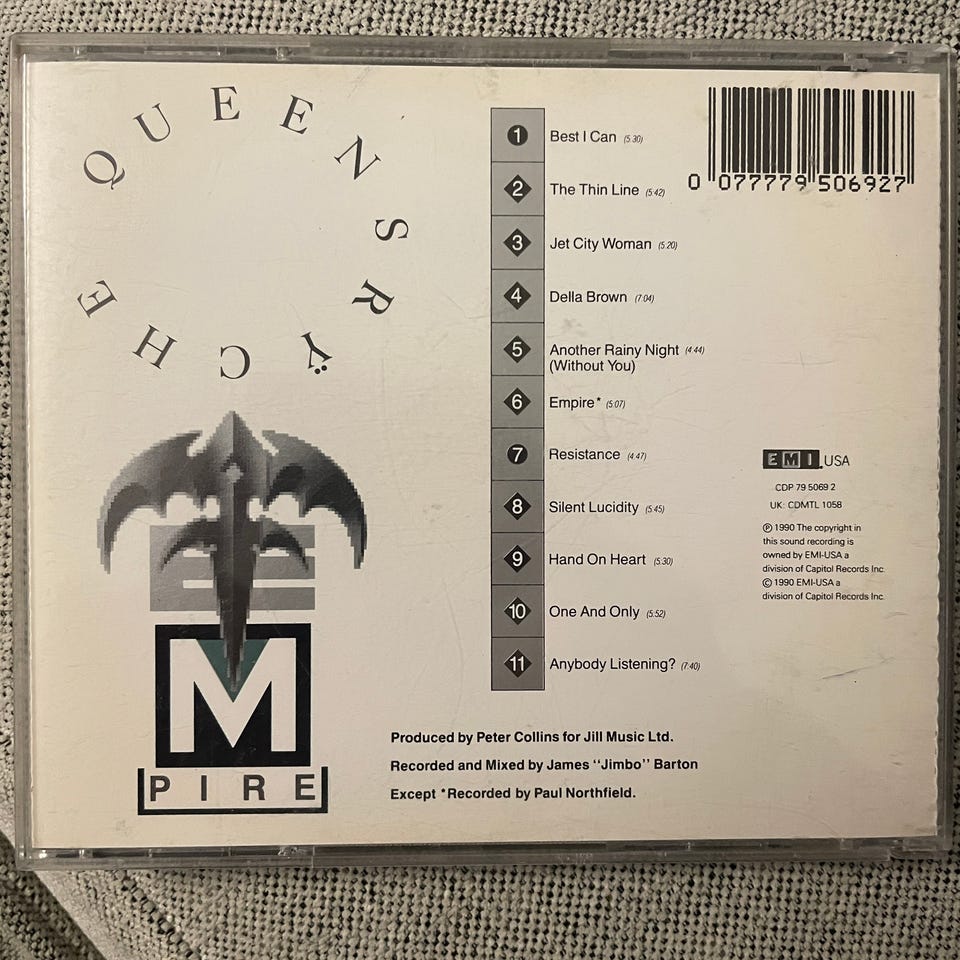 QUEENSRŸCHE
E
M
PIRE
1 Best I Can (5:30)
2 The Thin Line (5:42)
3 Jet City Woman (5:20)
4 Della Brown (7:04)
5 Another Rainy Night (4:44)
(Without You)
6 Empire* (5:07)
7 Resistance (4:47)
8 Silent Lucidity (5:45)
9 Hand On Heart (5:30)
10 One And Only (5:52)
11 Anybody Listening? (7:40)
Produced by Peter Collins for Jill Music Ltd.
Recorded and Mixed by James "Jimbo" Barton
Except *Recorded by Paul Northfield.
0 077779 506927
EMI USA
CDP 79 5069 2
UK: CDMTL 1058
℗ 1990 The copyright in
this sound recording is
owned by EMI-USA a
division of Capitol Records Inc.
© 1990 EMI-USA a
division of Capitol Records Inc.